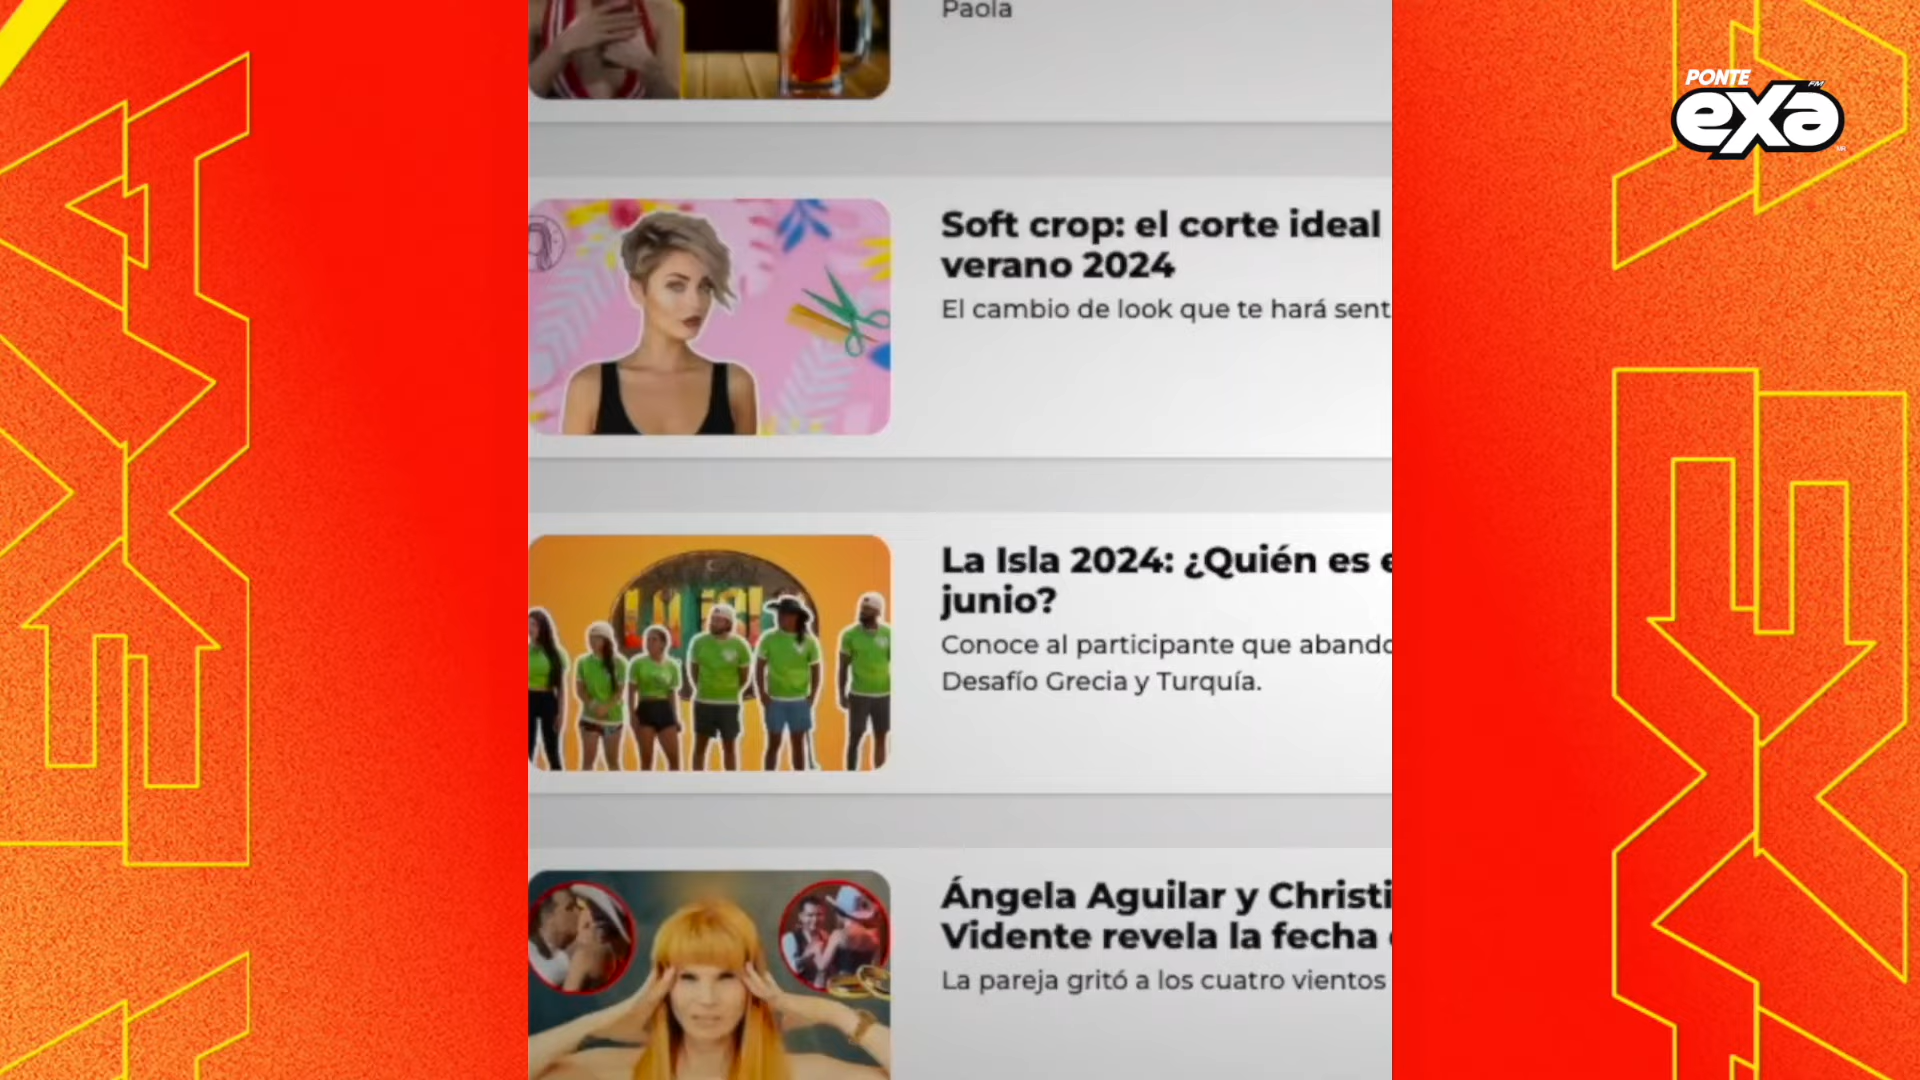 Paola
PONTE
exa
FM
Soft crop: el corte ideal
verano 2024
El cambio de look que te hará sent
La Isla 2024: ¿Quién es e
junio?
Conoce al participante que abando
Desafío Grecia y Turquía.
Ángela Aguilar y Christi
Vidente revela la fecha
La pareja gritó a los cuatro vientos